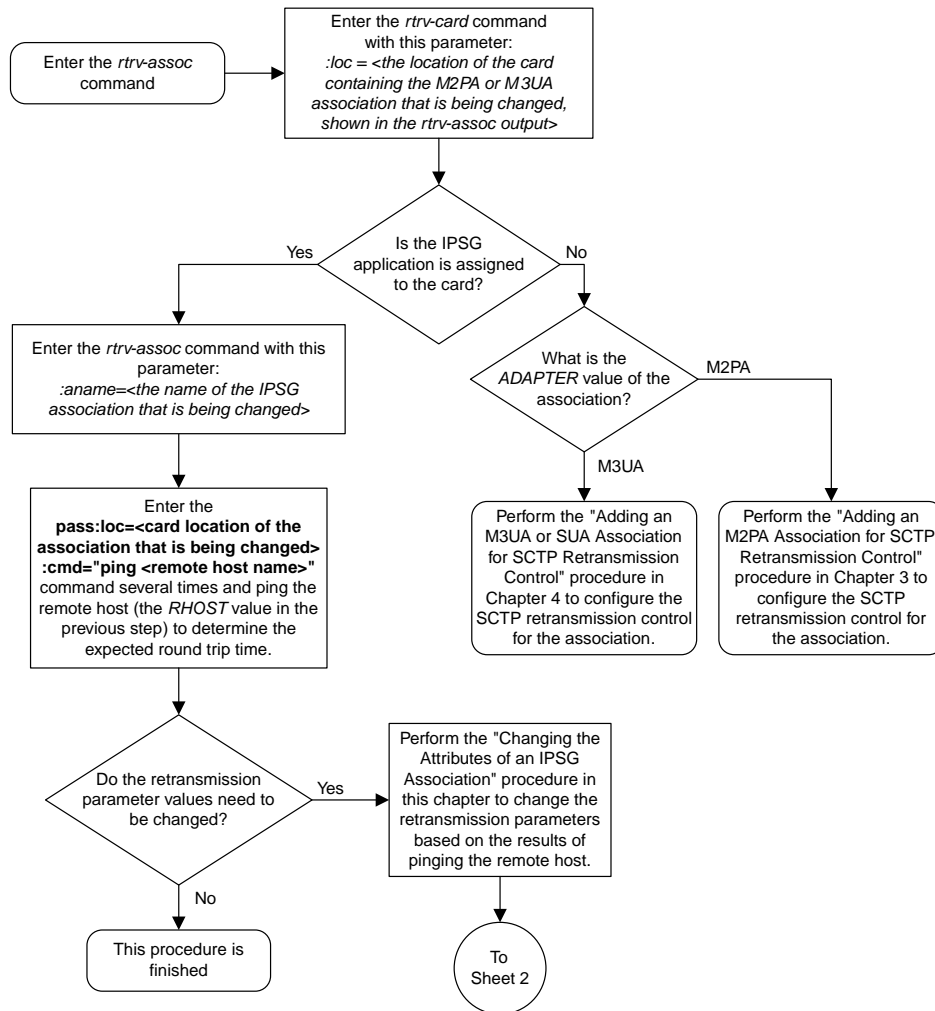 Enter the rtrv-assoc
command
Enter the rtrv-card command
with this parameter:
:loc = <the location of the card
containing the M2PA or M3UA
association that is being changed,
shown in the rtrv-assoc output>
Is the IPSG
application is assigned
to the card?
Yes
No
Enter the rtrv-assoc command with this
parameter:
:aname=<the name of the IPSG
association that is being changed>
What is the
ADAPTER value of the
association?
M2PA
M3UA
Enter the
pass:loc=<card location of the
association that is being changed>
:cmd="ping <remote host name>"
command several times and ping the
remote host (the RHOST value in the
previous step) to determine the
expected round trip time.
Perform the "Adding an
M3UA or SUA Association
for SCTP Retransmission
Control" procedure in
Chapter 4 to configure the
SCTP retransmission control
for the association.
Perform the "Adding an
M2PA Association for SCTP
Retransmission Control"
procedure in Chapter 3 to
configure the SCTP
retransmission control for
the association.
Do the retransmission
parameter values need to
be changed?
Yes
No
Perform the "Changing the
Attributes of an IPSG
Association" procedure in
this chapter to change the
retransmission parameters
based on the results of
pinging the remote host.
This procedure is
finished
To
Sheet 2